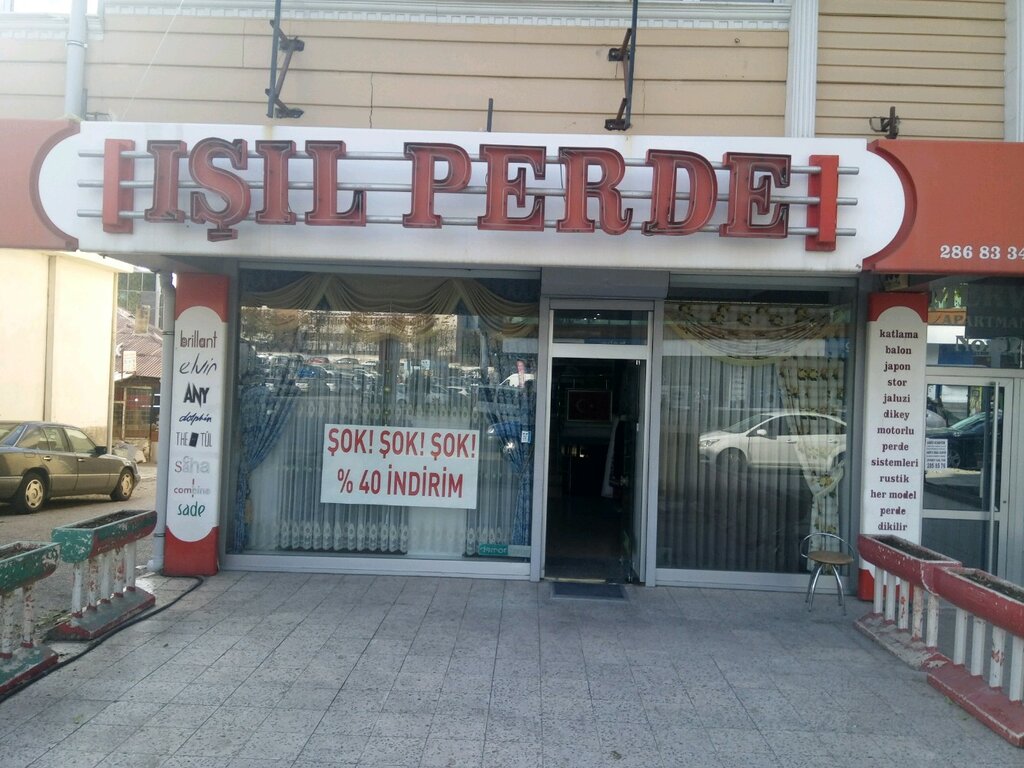 IŞIL PERDE
286 83 34
brillant
elvin
ANY
dolphin
THE TÜL
saha
combine
sade
ŞOK! ŞOK! ŞOK!
% 40 İNDİRİM
katlama
balon
japon
stor
jaluzi
dikey
motorlu
perde
sistemleri
rustik
her model
perde
dikilir